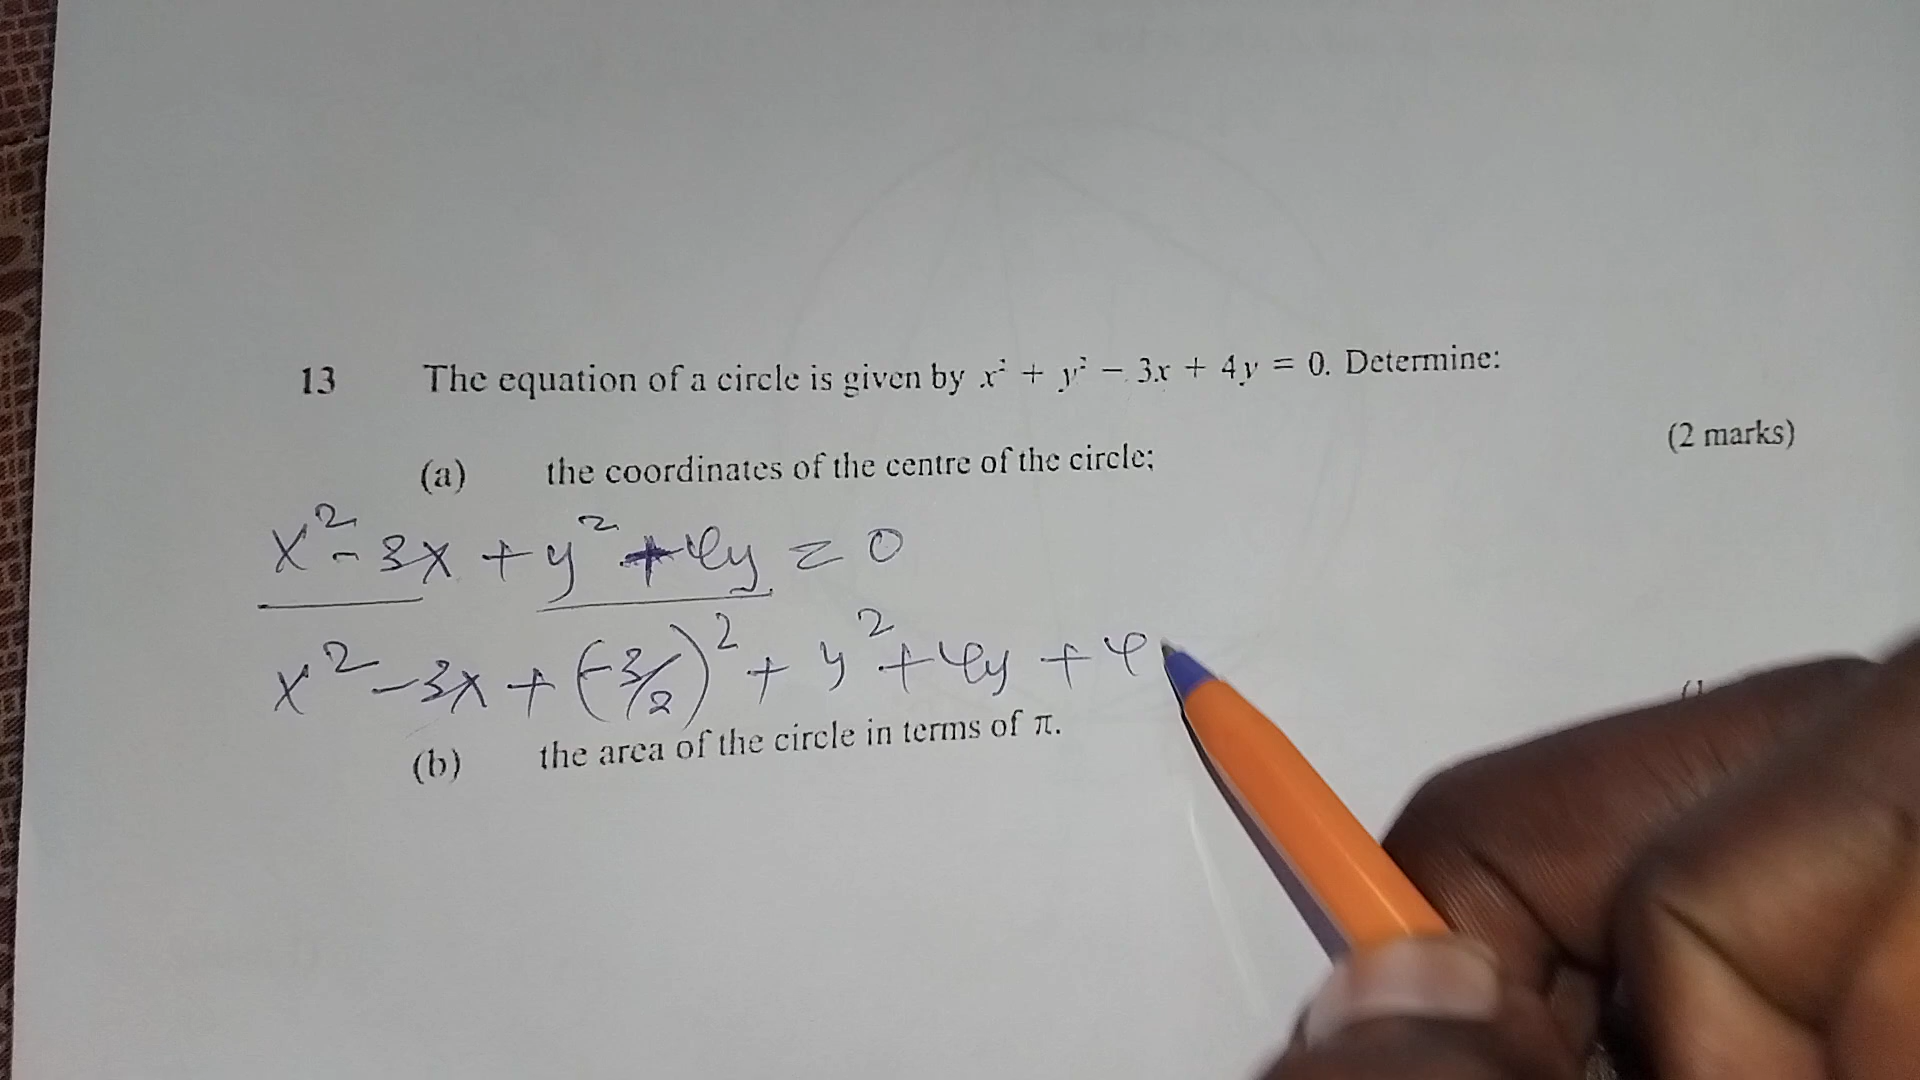 13 The equation of a circle is given by x² + y² − 3x + 4y = 0. Determine:
(a) the coordinates of the centre of the circle; (2 marks)
x² - 3x + y² + 4y = 0
x² - 3x + (-3/2)² + y² + 4y + 4
(b) the area of the circle in terms of π. (1